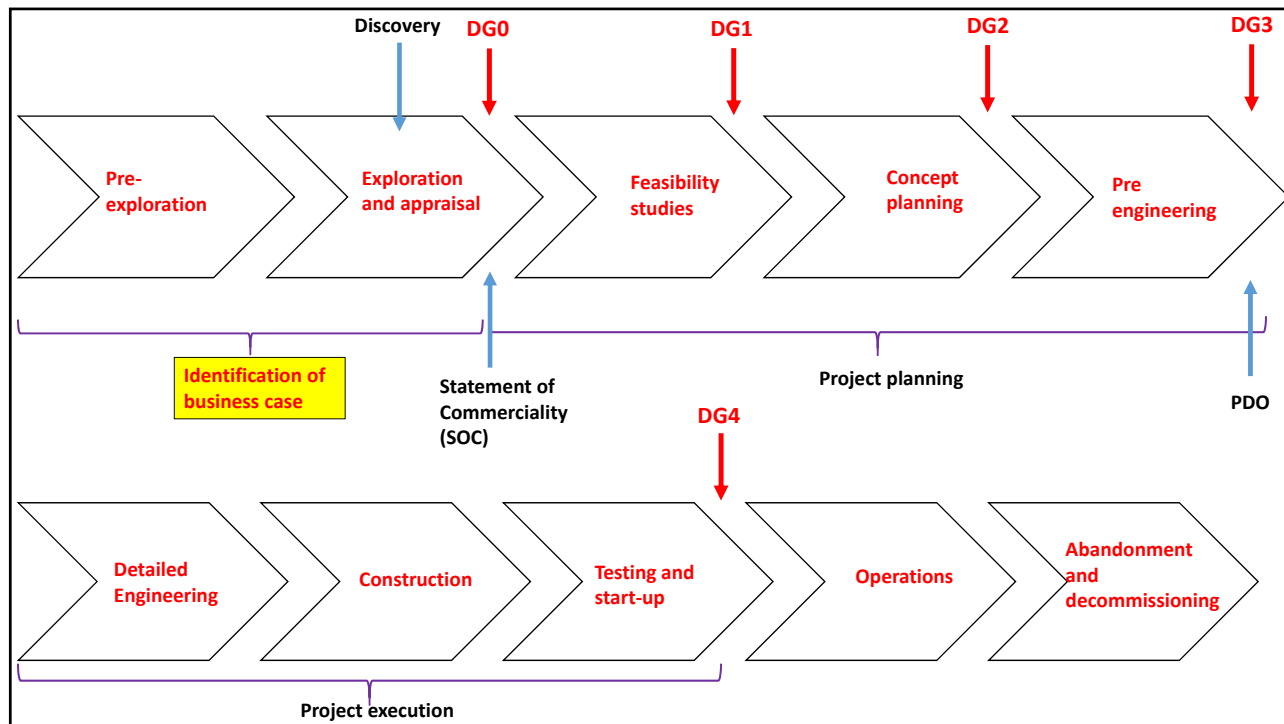 Discovery
DG0
DG1
DG2
DG3
Pre-
exploration
Exploration
and appraisal
Feasibility
studies
Concept
planning
Pre
engineering
Identification of
business case
Statement of
Commerciality
(SOC)
Project planning
PDO
DG4
Detailed
Engineering
Construction
Testing and
start-up
Operations
Abandonment
and
decommissioning
Project execution